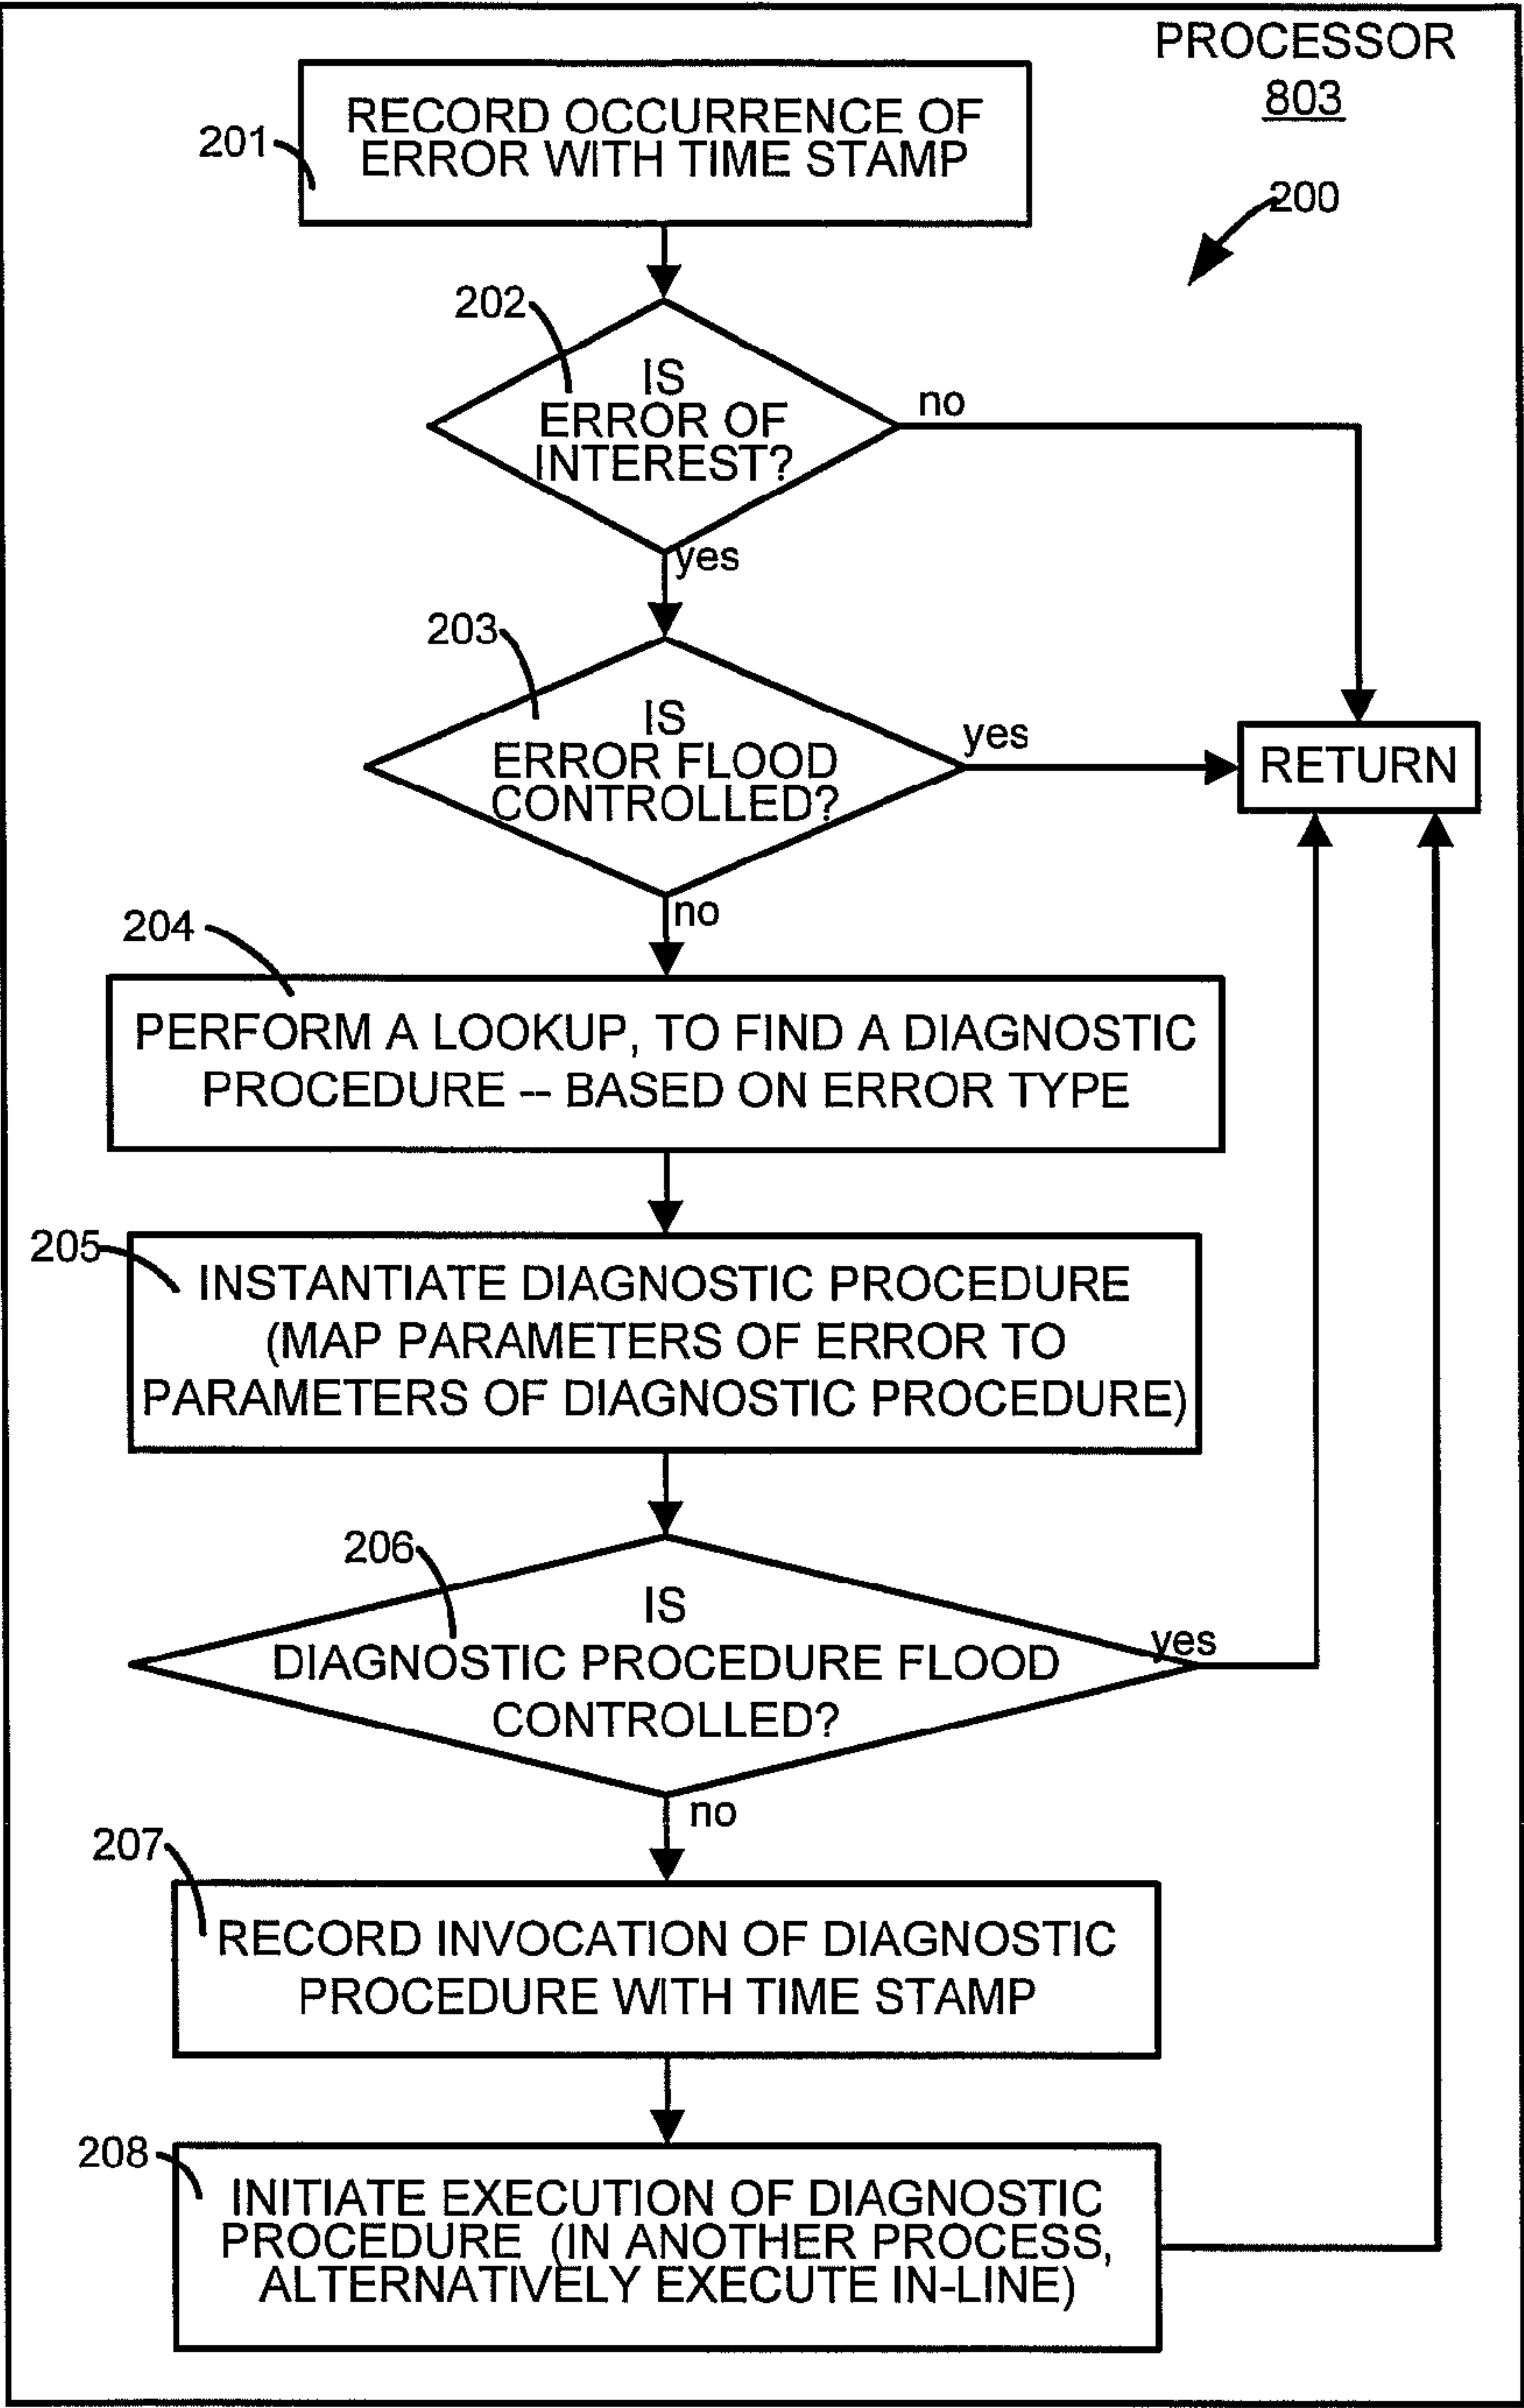 PROCESSOR
803
200
201
RECORD OCCURRENCE OF
ERROR WITH TIME STAMP
202
IS
ERROR OF
INTEREST?
no
yes
203
IS
ERROR FLOOD
CONTROLLED?
yes
RETURN
no
204
PERFORM A LOOKUP, TO FIND A DIAGNOSTIC
PROCEDURE -- BASED ON ERROR TYPE
205
INSTANTIATE DIAGNOSTIC PROCEDURE
(MAP PARAMETERS OF ERROR TO
PARAMETERS OF DIAGNOSTIC PROCEDURE)
206
IS
DIAGNOSTIC PROCEDURE FLOOD
CONTROLLED?
yes
no
207
RECORD INVOCATION OF DIAGNOSTIC
PROCEDURE WITH TIME STAMP
208
INITIATE EXECUTION OF DIAGNOSTIC
PROCEDURE (IN ANOTHER PROCESS,
ALTERNATIVELY EXECUTE IN-LINE)